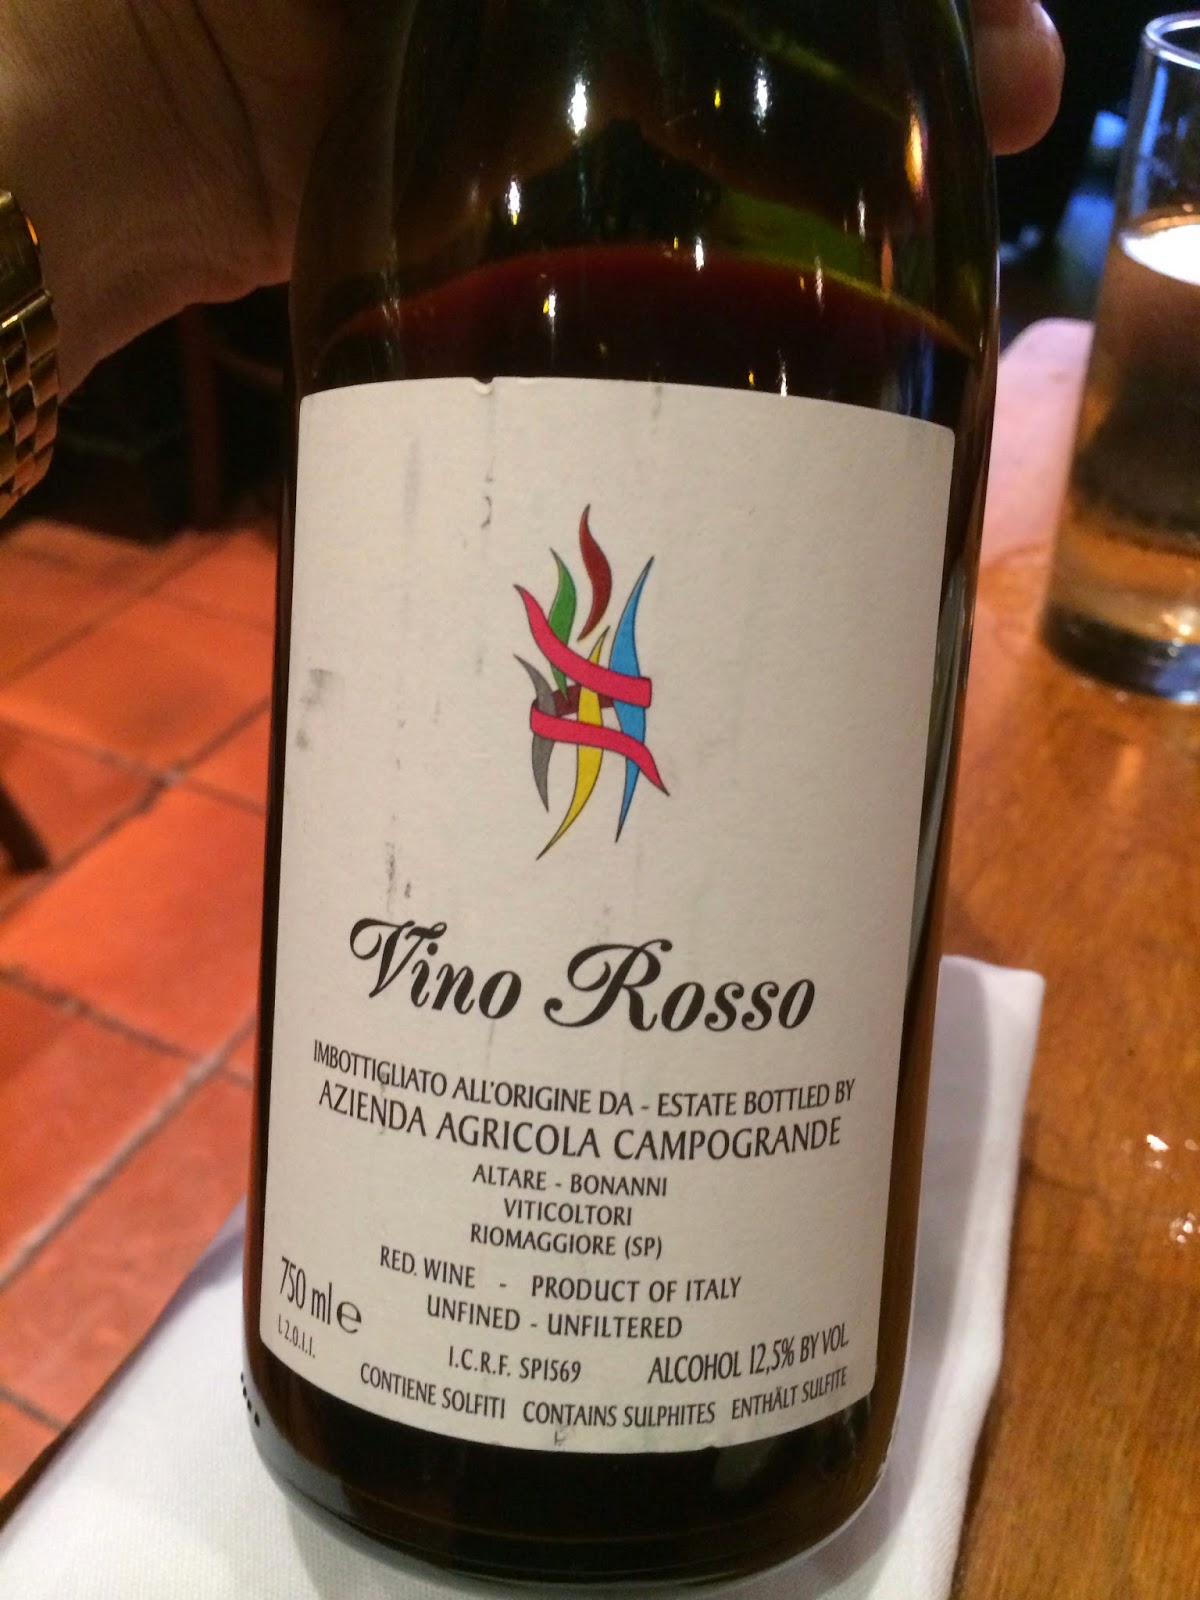 Vino Rosso
IMBOTTIGLIATO ALL'ORIGINE DA - ESTATE BOTTLED BY
AZIENDA AGRICOLA CAMPOGRANDE
ALTARE - BONANNI
VITICOLTORI
RIOMAGGIORE (SP)
RED. WINE - PRODUCT OF ITALY
UNFINED - UNFILTERED
750 ml e
L 2.0.1.1.
I.C.R.F. SP1569
ALCOHOL 12,5% BY VOL
CONTIENE SOLFITI CONTAINS SULPHITES ENTHÄLT SULFITE